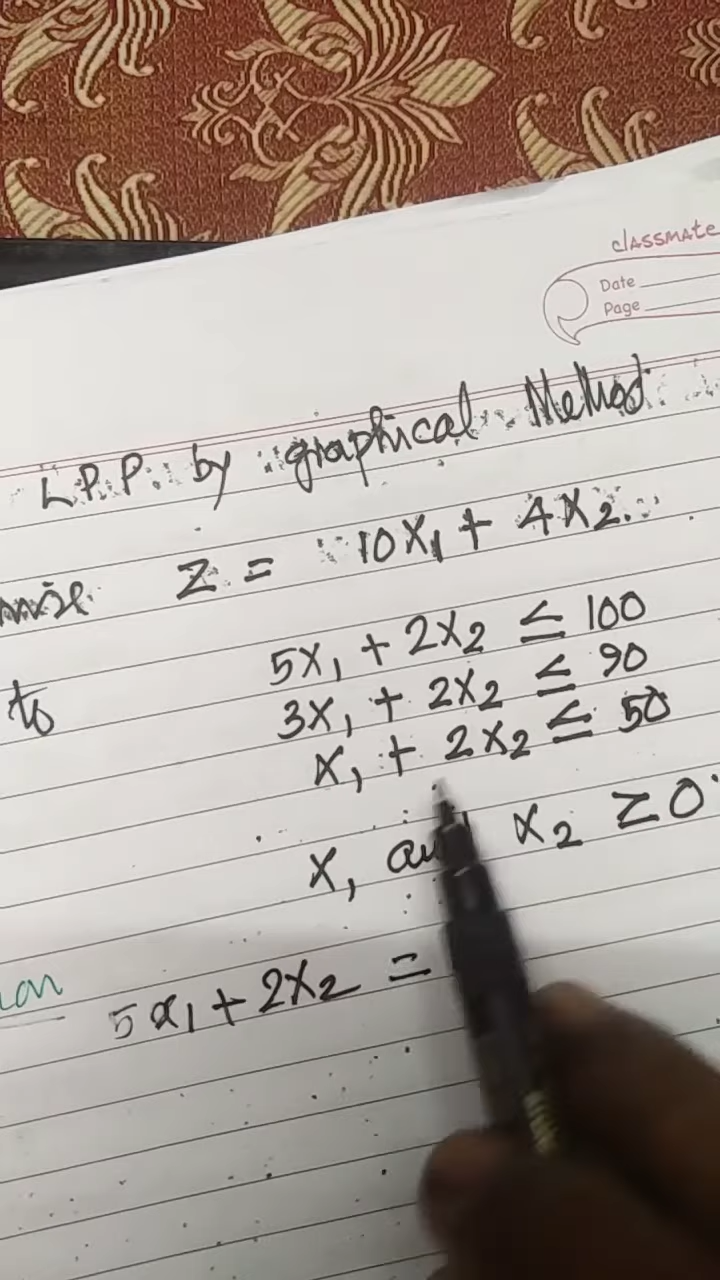 classmate
Date
Page
L.P.P. by graphical Method
Z = 10x₁ + 4x₂.
5x₁ + 2x₂ ≤ 100
to 3x₁ + 2x₂ ≤ 90
x₁ + 2x₂ ≤ 50
x₁ and x₂ ≥ 0
5x₁ + 2x₂ =